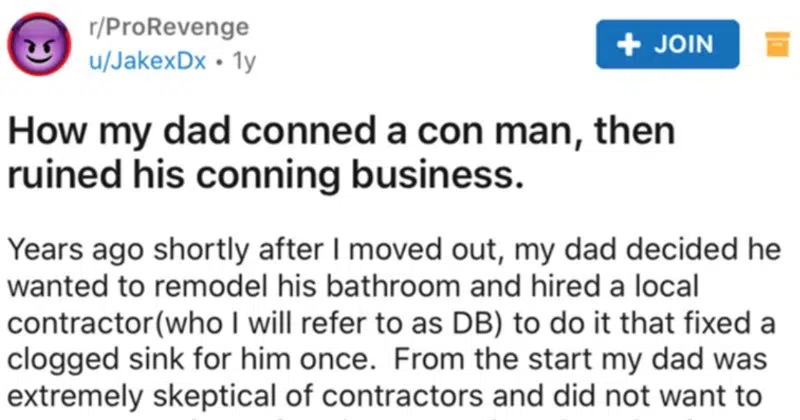 r/ProRevenge
u/JakexDx • 1y
+ JOIN
How my dad conned a con man, then
ruined his conning business.
Years ago shortly after I moved out, my dad decided he
wanted to remodel his bathroom and hired a local
contractor(who I will refer to as DB) to do it that fixed a
clogged sink for him once. From the start my dad was
extremely skeptical of contractors and did not want to